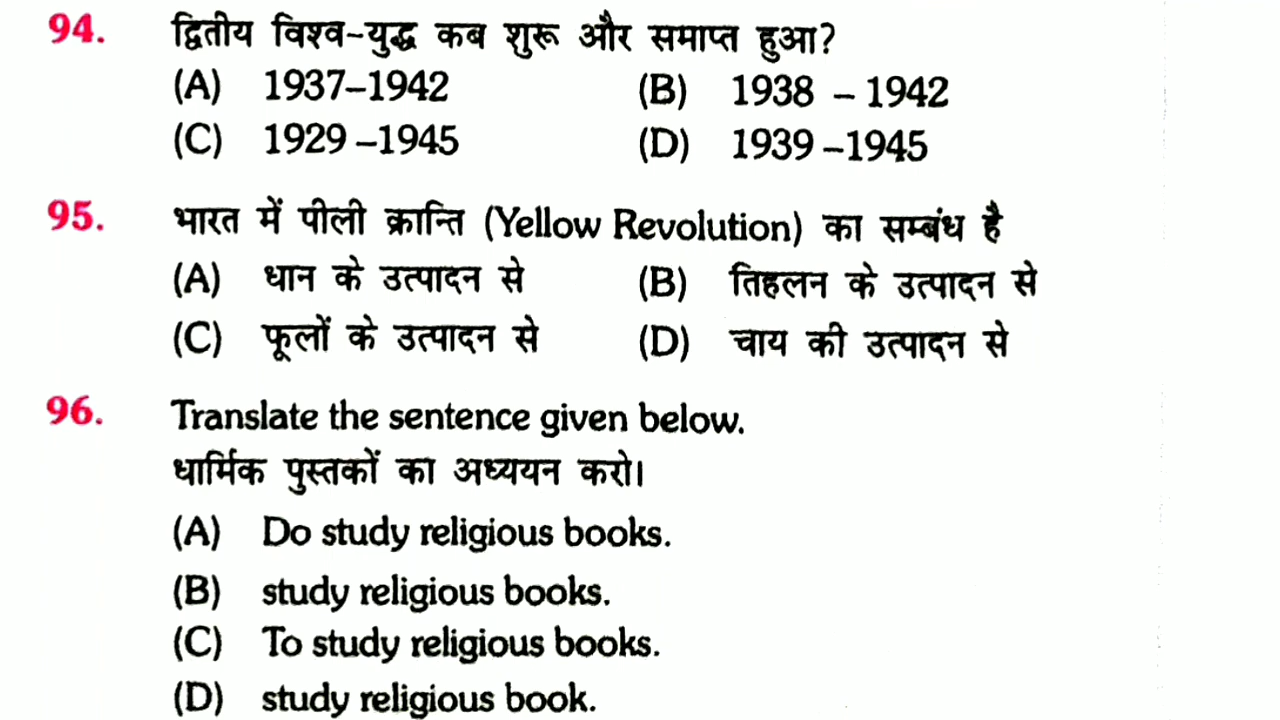 94. द्वितीय विश्व-युद्ध कब शुरू और समाप्त हुआ?
(A) 1937–1942 (B) 1938 – 1942
(C) 1929 –1945 (D) 1939 –1945
95. भारत में पीली क्रान्ति (Yellow Revolution) का सम्बंध है
(A) धान के उत्पादन से (B) तिहलन के उत्पादन से
(C) फूलों के उत्पादन से (D) चाय की उत्पादन से
96. Translate the sentence given below.
धार्मिक पुस्तकों का अध्ययन करो।
(A) Do study religious books.
(B) study religious books.
(C) To study religious books.
(D) study religious book.